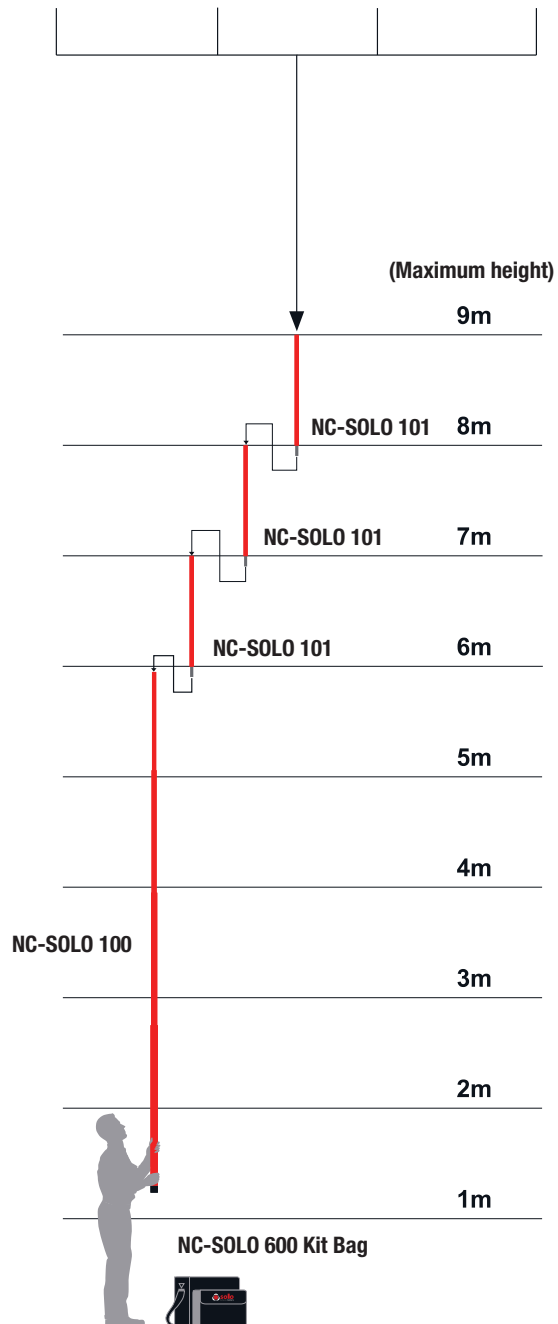 (Maximum height)
9m
NC-SOLO 101 8m
NC-SOLO 101 7m
NC-SOLO 101 6m
5m
4m
NC-SOLO 100
3m
2m
1m
NC-SOLO 600 Kit Bag
solo